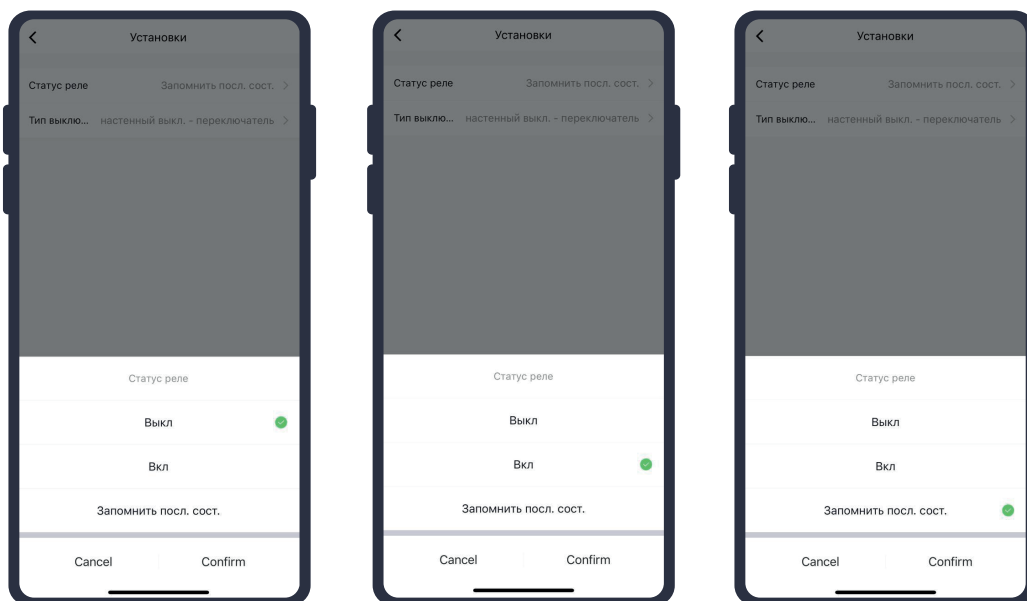 Установки
Статус реле Запомнить посл. сост.
Тип выклю... настенный выкл. - переключатель
Статус реле
Выкл
Вкл
Запомнить посл. сост.
Cancel Confirm
Установки
Статус реле Запомнить посл. сост.
Тип выклю... настенный выкл. - переключатель
Статус реле
Выкл
Вкл
Запомнить посл. сост.
Cancel Confirm
Установки
Статус реле Запомнить посл. сост.
Тип выклю... настенный выкл. - переключатель
Статус реле
Выкл
Вкл
Запомнить посл. сост.
Cancel Confirm